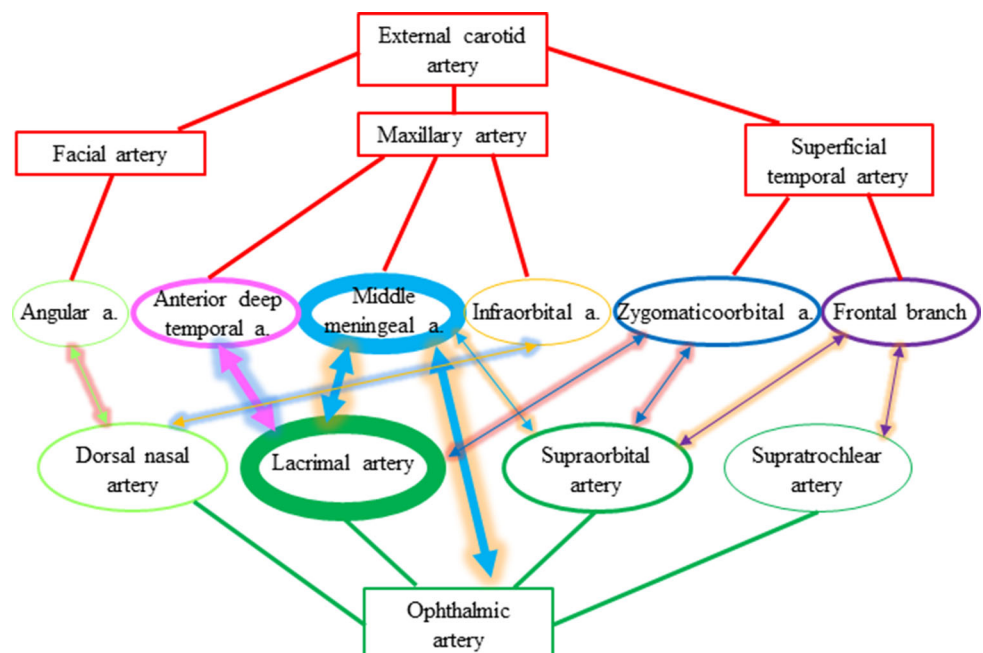 External carotid
artery
Facial artery
Maxillary artery
Superficial
temporal artery
Angular a.
Anterior deep
temporal a.
Middle
meningeal a.
Infraorbital a.
Zygomaticoorbital a.
Frontal branch
Dorsal nasal
artery
Lacrimal artery
Supraorbital
artery
Supratrochlear
artery
Ophthalmic
artery